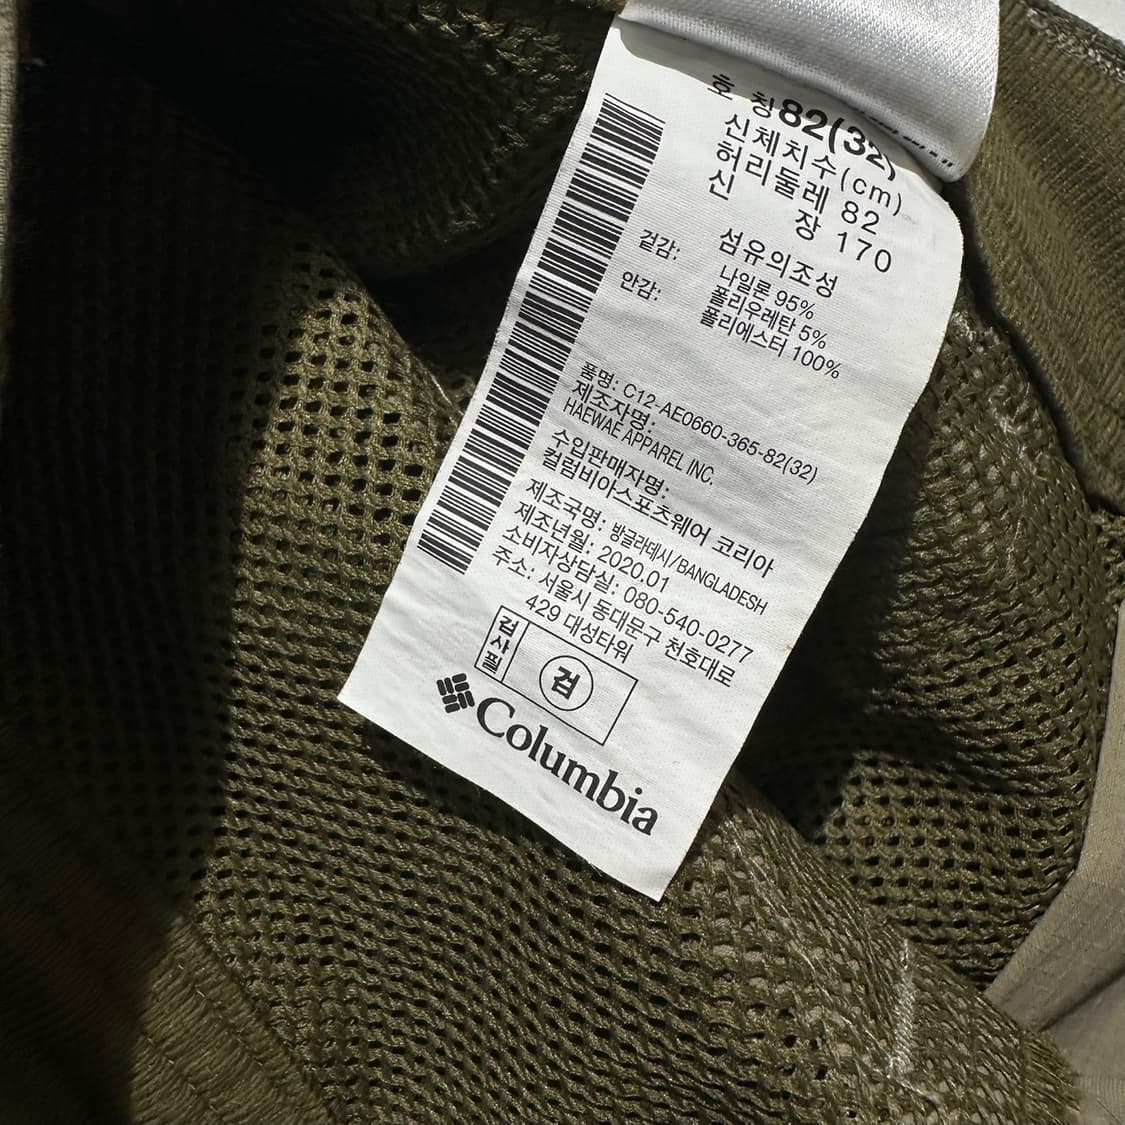 호 칭 82(32)
신체치수(cm)
허리둘레 82
신 장 170
섬유의조성
겉감: 나일론 95%
폴리우레탄 5%
안감: 폴리에스터 100%
품명: C12-AE0660-365-82(32)
제조자명:
HAEWAE APPAREL INC.
수입판매자명:
컬럼비아스포츠웨어 코리아
제조국명: 방글라데시/BANGLADESH
제조년월: 2020.01
소비자상담실: 080-540-0277
주소: 서울시 동대문구 천호대로
429 대성타워
검사필 검
Columbia